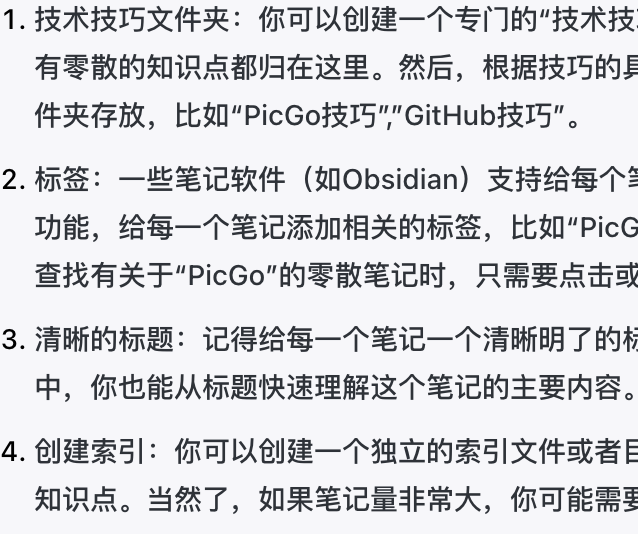 1. 技术技巧文件夹：你可以创建一个专门的“技术技
有零散的知识点都归在这里。然后，根据技巧的具
件夹存放，比如“PicGo技巧”,”GitHub技巧”。
2. 标签：一些笔记软件（如Obsidian）支持给每个笔
功能，给每一个笔记添加相关的标签，比如“PicG
查找有关于“PicGo”的零散笔记时，只需要点击或
3. 清晰的标题：记得给每一个笔记一个清晰明了的标
中，你也能从标题快速理解这个笔记的主要内容。
4. 创建索引：你可以创建一个独立的索引文件或者目
知识点。当然了，如果笔记量非常大，你可能需要